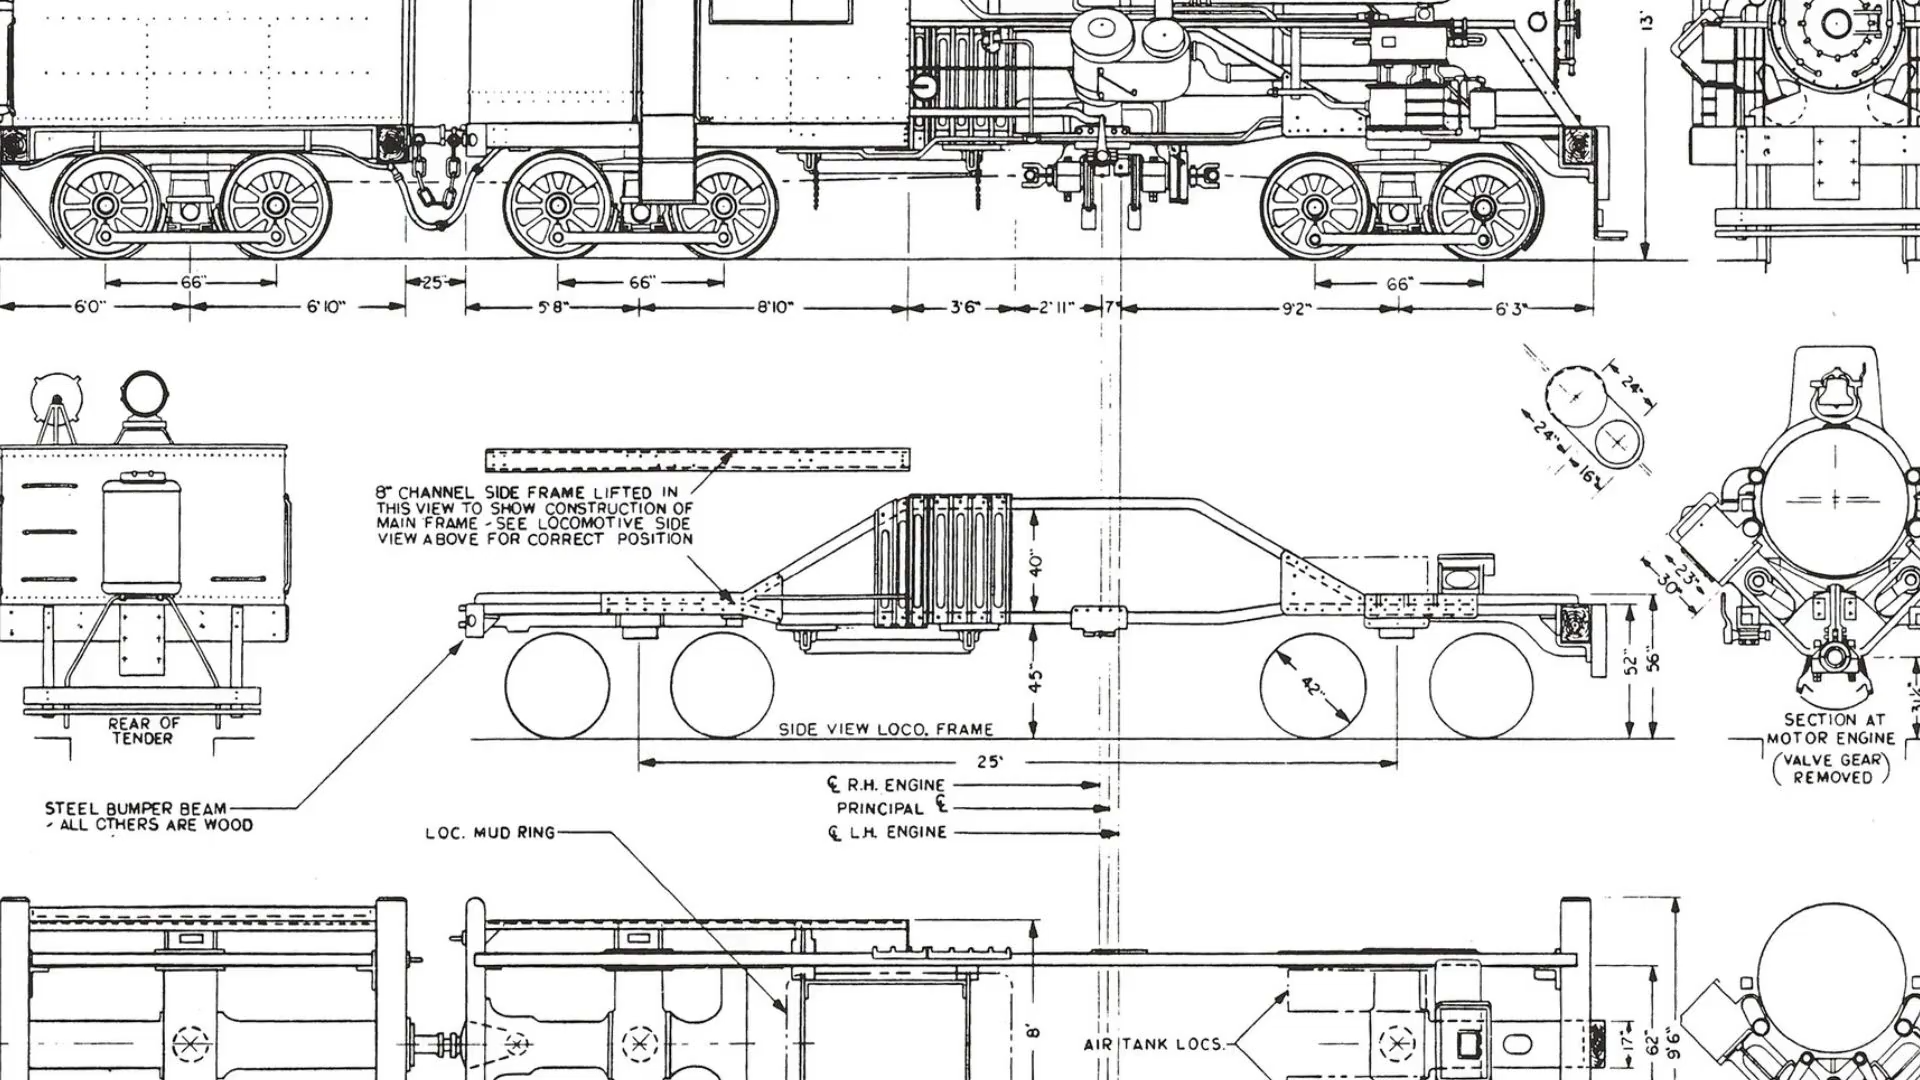 13'
66"
25"
66"
66"
6'0"
6'10"
5'8"
8'10"
3'6"
2'11"
7"
9'2"
6'3"
24"
24"
16"
8" CHANNEL SIDE FRAME LIFTED IN
THIS VIEW TO SHOW CONSTRUCTION OF
MAIN FRAME - SEE LOCOMOTIVE SIDE
VIEW ABOVE FOR CORRECT POSITION
40"
23"
30"
45"
42"
52"
56"
SIDE VIEW LOCO. FRAME
REAR OF
TENDER
SECTION AT
MOTOR ENGINE
(VALVE GEAR
REMOVED)
25'
℄ R.H. ENGINE
PRINCIPAL ℄
℄ L.H. ENGINE
STEEL BUMPER BEAM
- ALL OTHERS ARE WOOD
LOC. MUD RING
8'
AIR TANK LOCS.
17"
62"
9'6"